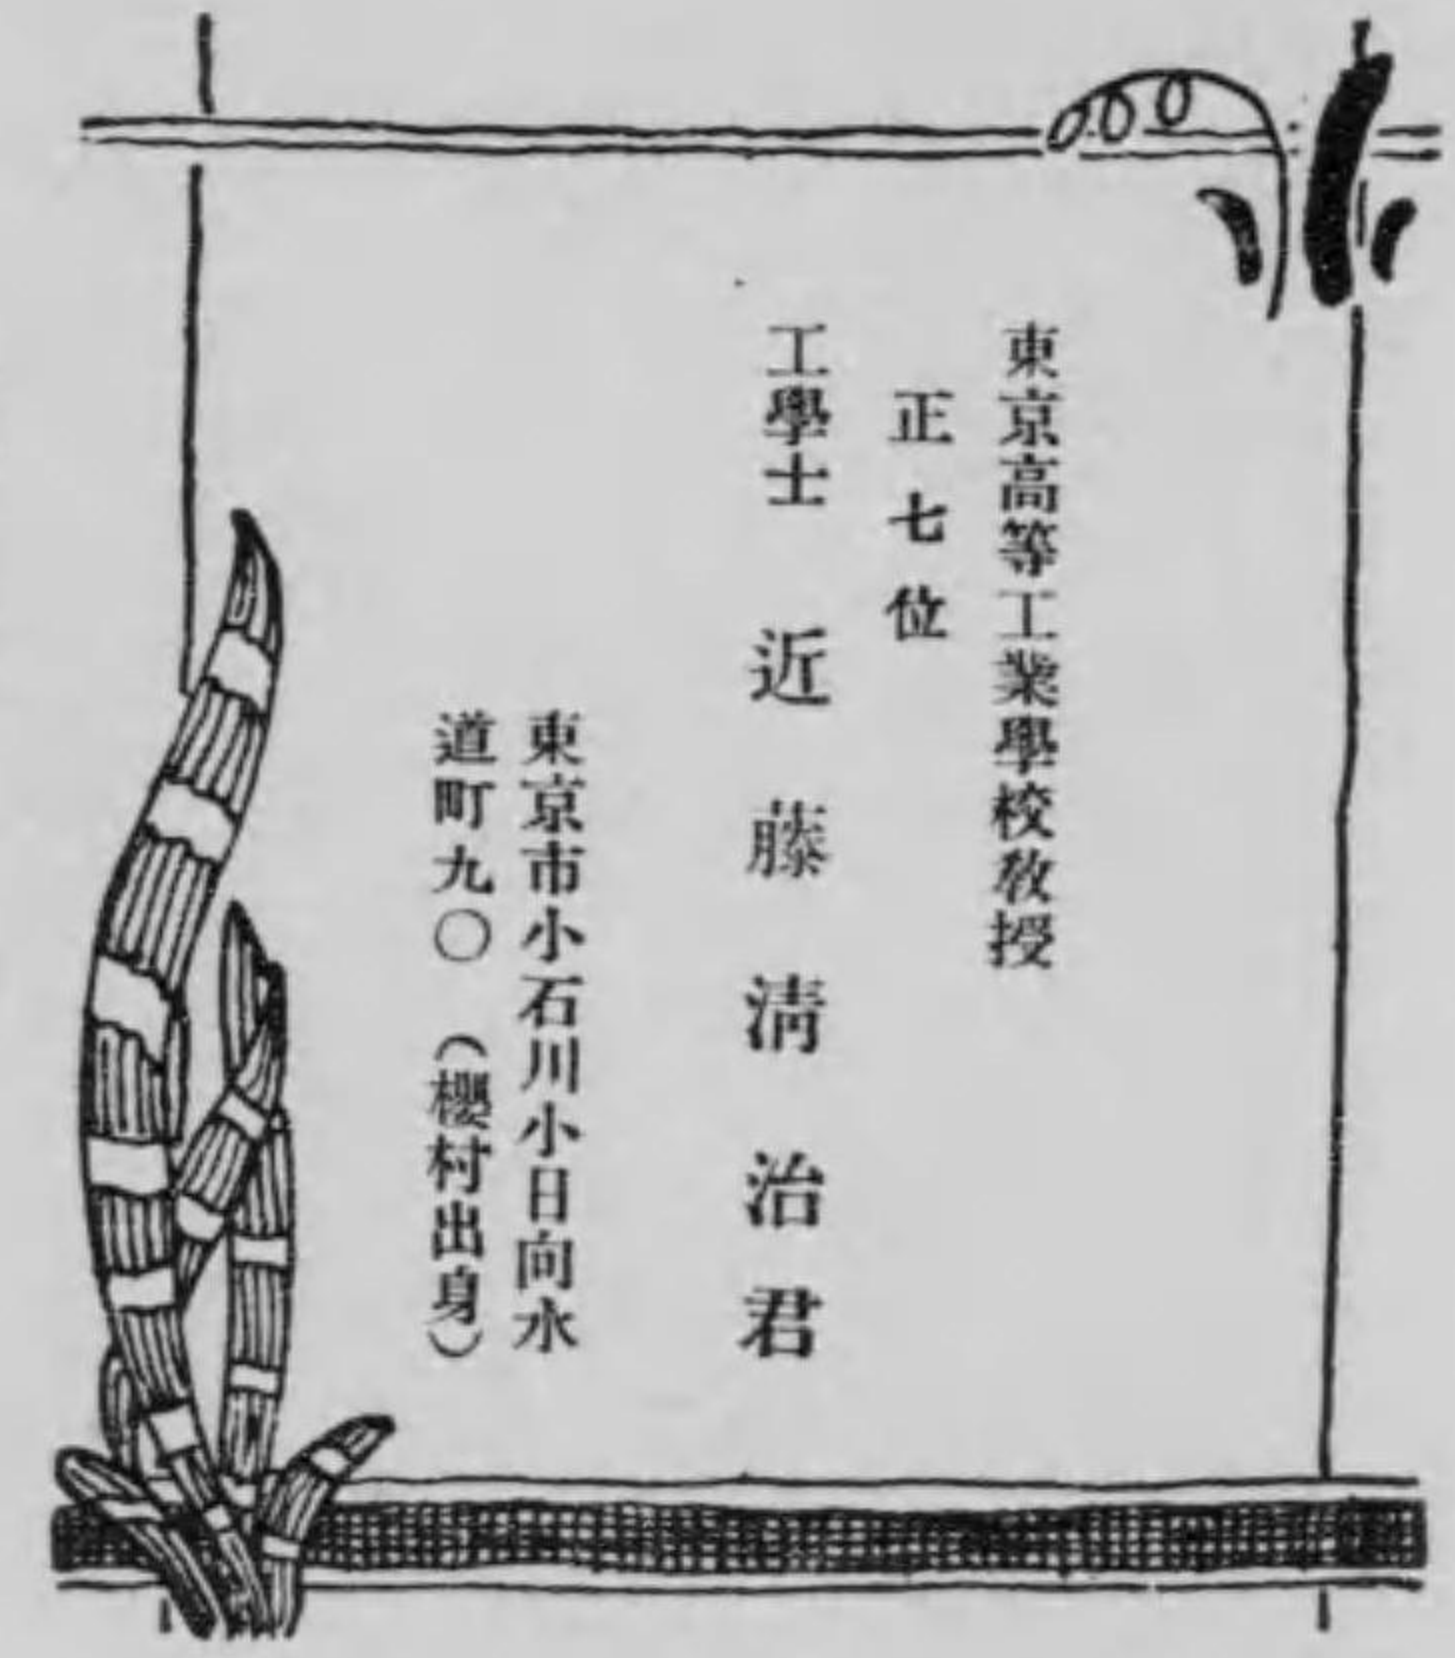 東京高等工業學校教授
正七位
工學士 近藤淸治君
東京市小石川小日向水
道町九〇 (櫻村出身)